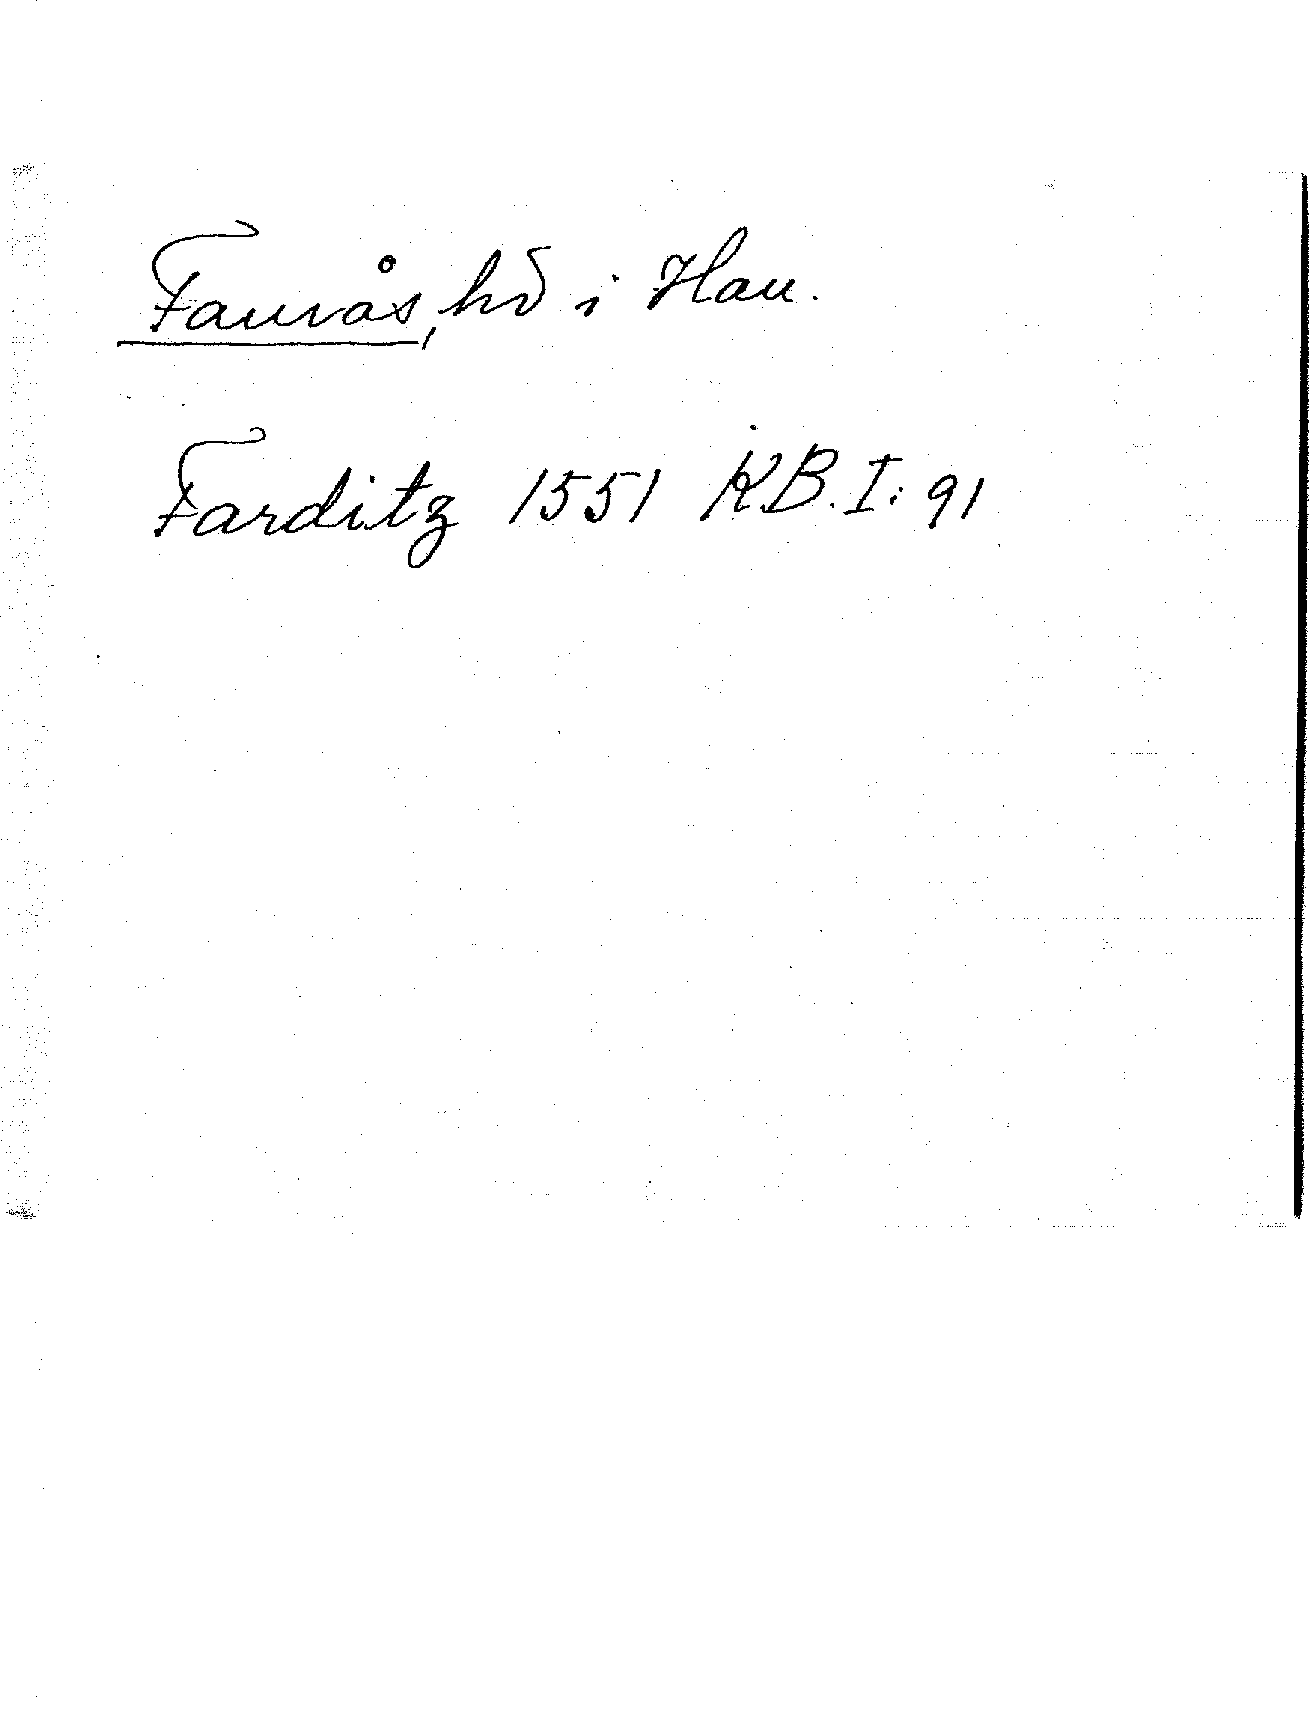 Faurås, hd i Hall.
Farditz 1551 KB.I: 91